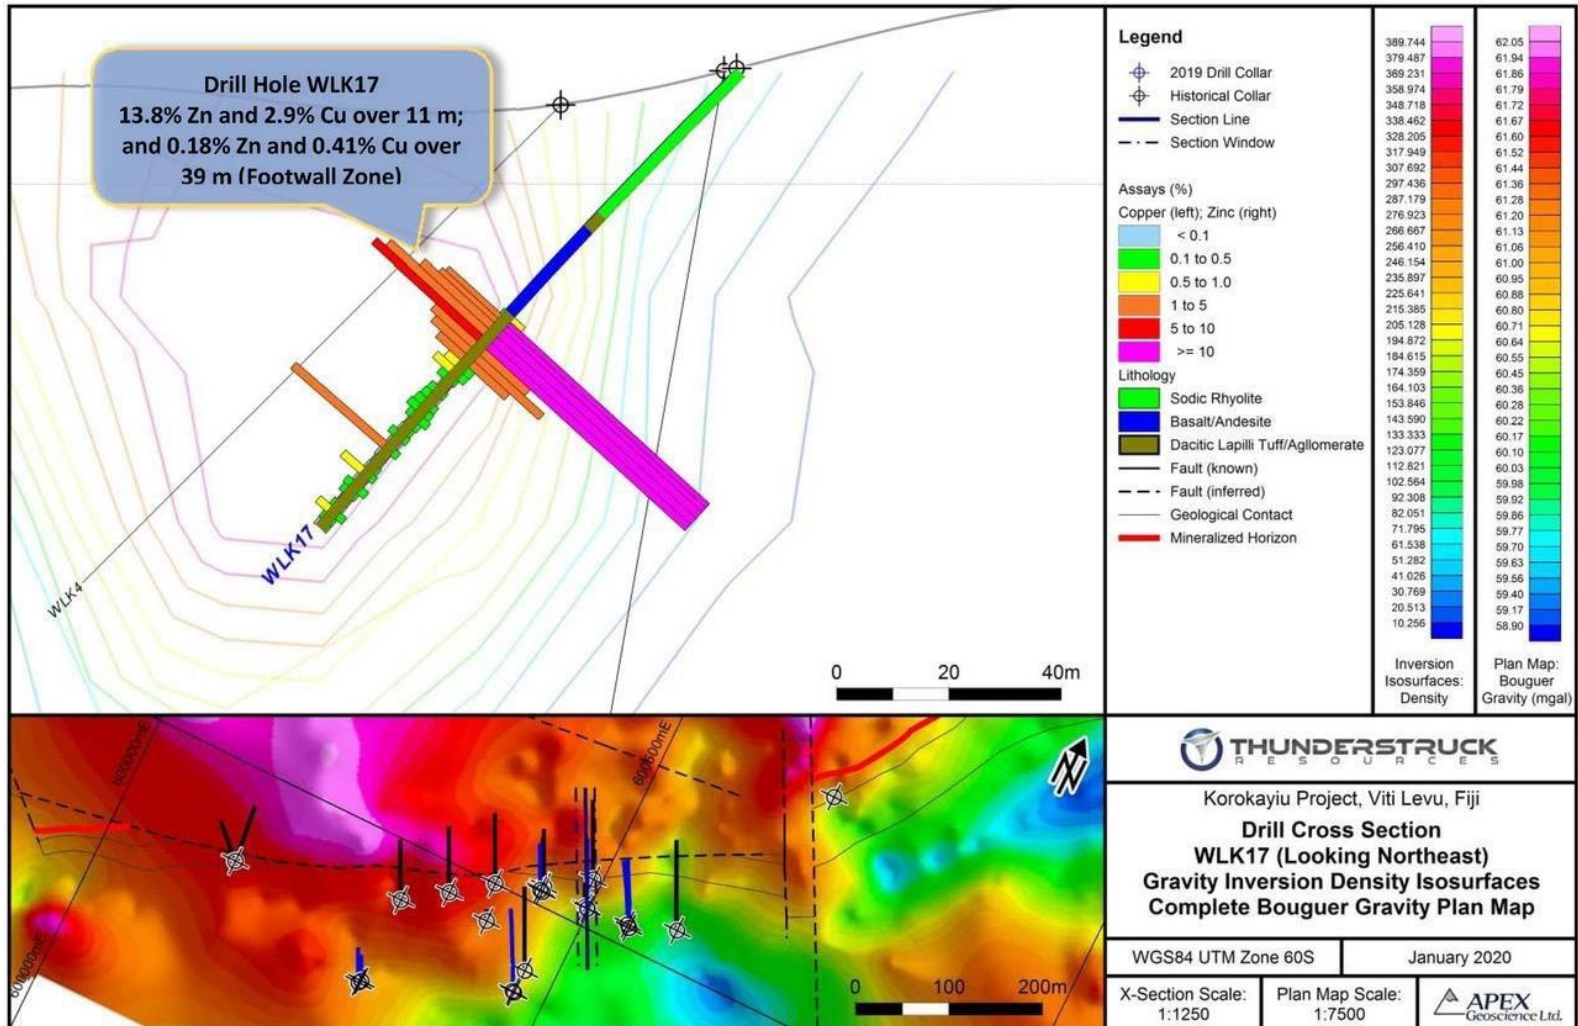 Drill Hole WLK17
13.8% Zn and 2.9% Cu over 11 m;
and 0.18% Zn and 0.41% Cu over
39 m (Footwall Zone)
WLK17
WLK4
0 20 40m
Legend
2019 Drill Collar
Historical Collar
Section Line
Section Window
Assays (%)
Copper (left); Zinc (right)
< 0.1
0.1 to 0.5
0.5 to 1.0
1 to 5
5 to 10
>= 10
Lithology
Sodic Rhyolite
Basalt/Andesite
Dacitic Lapilli Tuff/Agllomerate
Fault (known)
Fault (inferred)
Geological Contact
Mineralized Horizon
389.744
379.487
369.231
358.974
348.718
338.462
328.205
317.949
307.692
297.436
287.179
276.923
266.667
256.410
246.154
235.897
225.641
215.385
205.128
194.872
184.615
174.359
164.103
153.846
143.590
133.333
123.077
112.821
102.564
92.308
82.051
71.795
61.538
51.282
41.026
30.769
20.513
10.256
Inversion
Isosurfaces:
Density
62.05
61.94
61.86
61.79
61.72
61.67
61.60
61.52
61.44
61.36
61.28
61.20
61.13
61.06
61.00
60.95
60.88
60.80
60.71
60.64
60.55
60.45
60.36
60.28
60.22
60.17
60.10
60.03
59.98
59.92
59.86
59.77
59.70
59.63
59.56
59.40
59.17
58.90
Plan Map:
Bouguer
Gravity (mgal)
600000mE
600500mE
N
0 100 200m
THUNDERSTRUCK
RESOURCES
Korokayiu Project, Viti Levu, Fiji
Drill Cross Section
WLK17 (Looking Northeast)
Gravity Inversion Density Isosurfaces
Complete Bouguer Gravity Plan Map
WGS84 UTM Zone 60S
January 2020
X-Section Scale:
1:1250
Plan Map Scale:
1:7500
APEX
Geoscience Ltd.